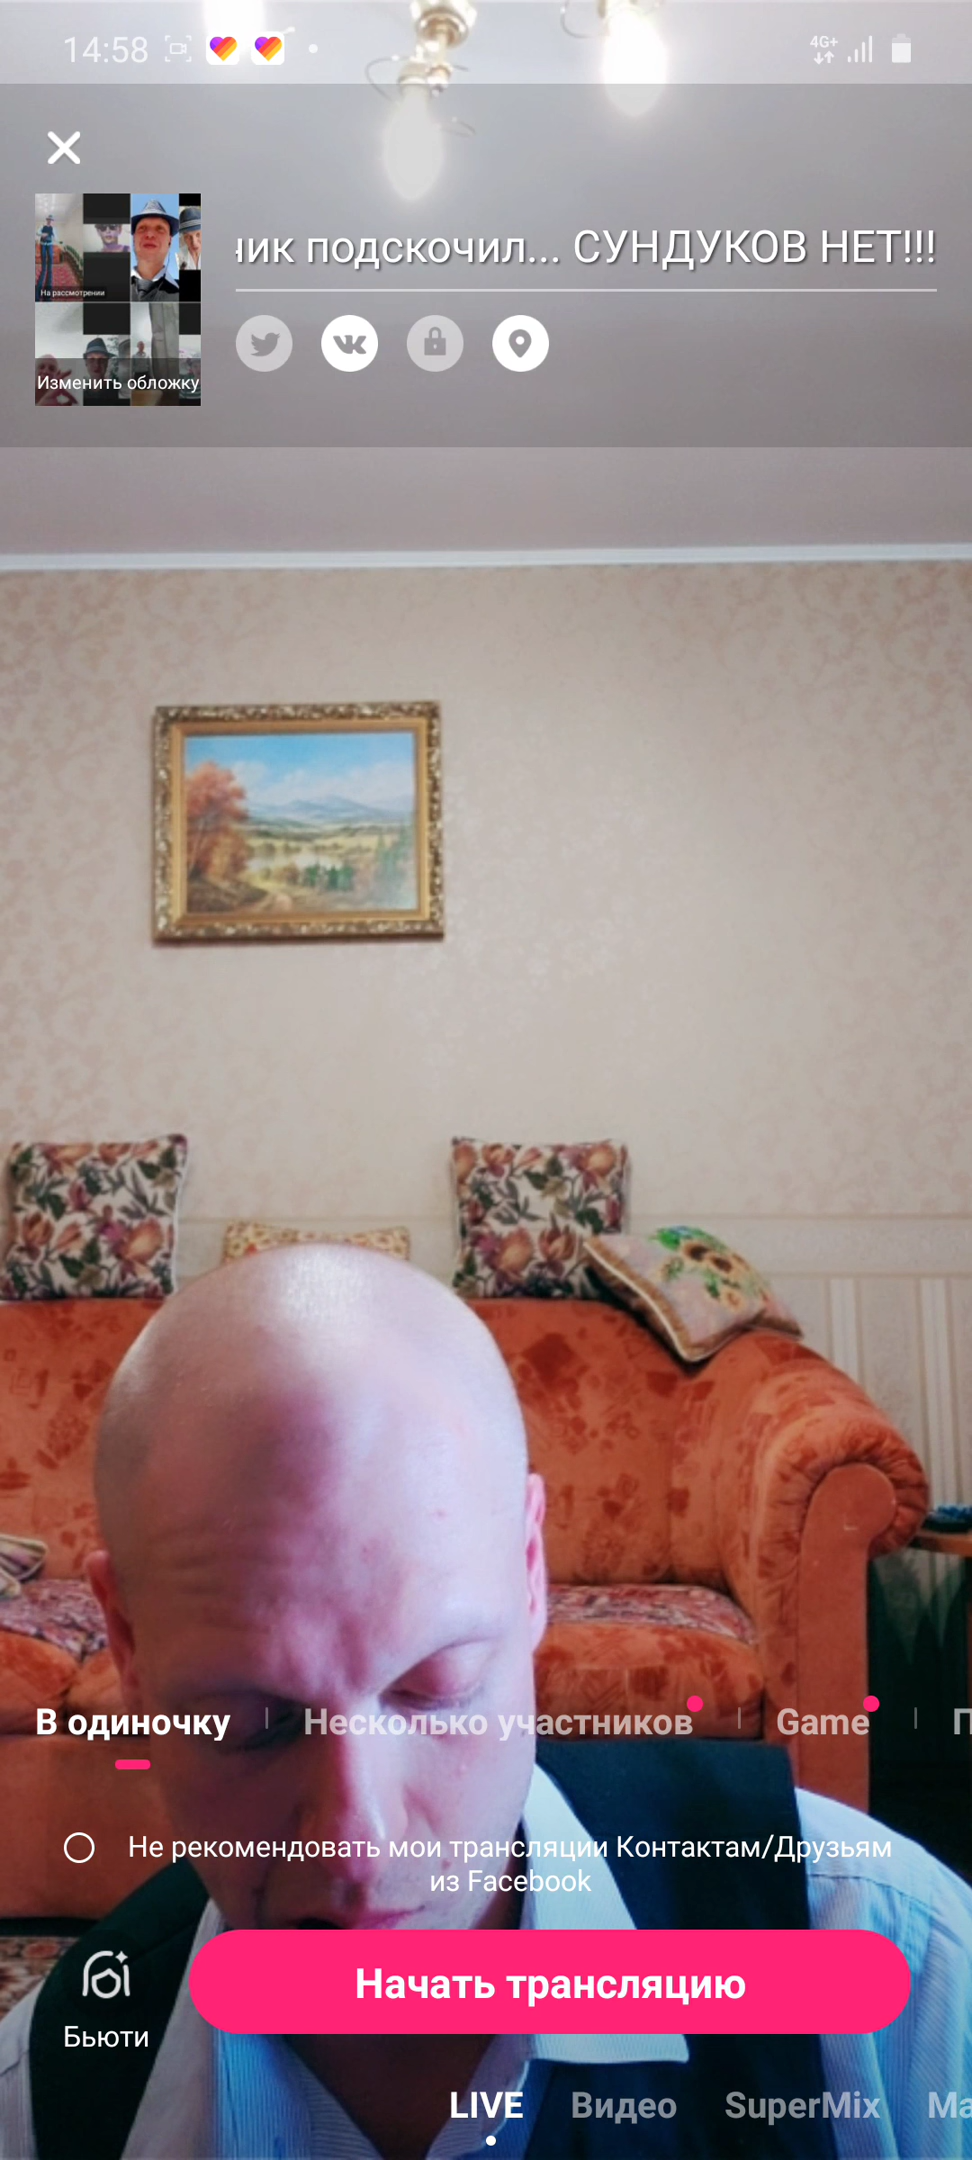 14:58
4G+
подскочил... СУНДУКОВ НЕТ!!!
На рассмотрении
Изменить обложку
В одиночку
Несколько участников
Game
Не рекомендовать мои трансляции Контактам/Друзьям
из Facebook
Начать трансляцию
Бьюти
LIVE
Видео
SuperMix